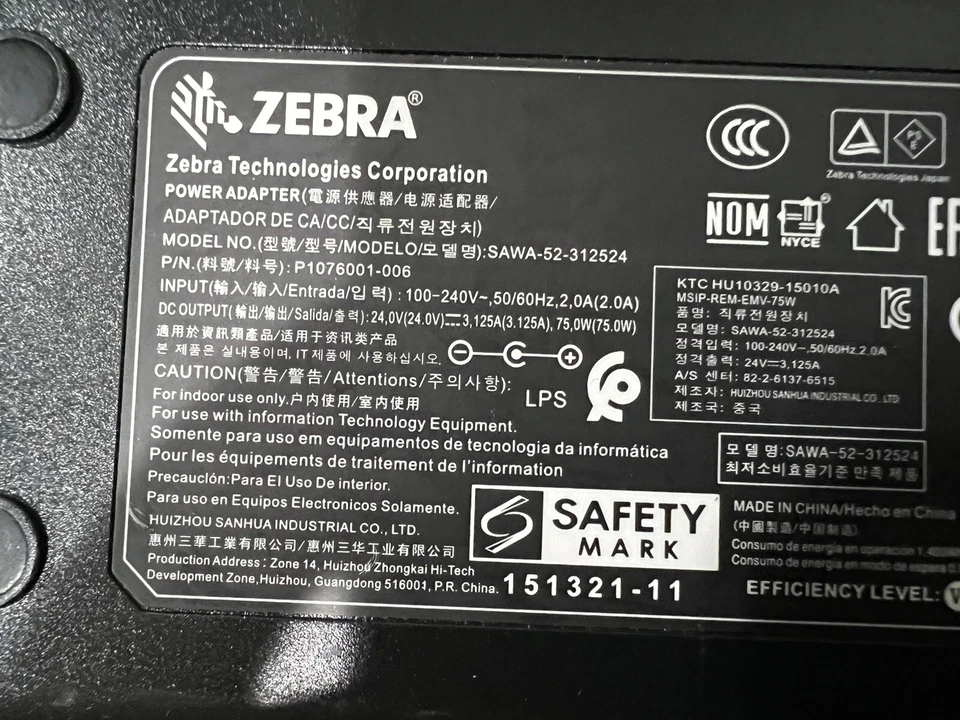 ZEBRA®
Zebra Technologies Corporation
POWER ADAPTER(電源供應器/电源适配器/
ADAPTADOR DE CA/CC/직류전원장치)
MODEL NO.(型號/型号/MODELO/모델명):SAWA-52-312524
P/N.(料號/料号): P1076001-006
INPUT(輸入/输入/Entrada/입력) : 100-240V~,50/60Hz,2,0A(2.0A)
DC OUTPUT(輸出/输出/Salida/출력): 24,0V(24.0V)⎓3,125A(3.125A), 75,0W(75.0W)
適用於資訊類產品/适用于资讯类产品
본 제품은 실내용이며, IT제품에 사용하십시오.
CAUTION(警告/警告/Attentions/주의사항):
LPS
For indoor use only.户内使用/室内使用
For use with information Technology Equipment.
Somente para uso em equipamentos de tecnologia da informática
Pour les équipements de traitement de l'information
Precauclón:Para El Uso De interior.
Para uso en Equipos Electronicos Solamente.
HUIZHOU SANHUA INDUSTRIAL CO., LTD.
惠州三華工業有限公司/惠州三华工业有限公司
Production Address : Zone 14, Huizhou Zhongkai Hi-Tech
Development Zone,Huizhou, Guangdong 516001, P.R. China.
SAFETY
MARK
151321-11
CCC
PS
E
Zebra Technologies Japan
NOM
NYCE
KTC HU10329-15010A
MSIP-REM-EMV-75W
품명: 직류전원장치
모델명: SAWA-52-312524
정격입력: 100-240V~,50/60Hz,2.0A
정격출력: 24V⎓3,125A
A/S 센터: 82-2-6137-6515
제조자: HUIZHOU SANHUA INDUSTRIAL CO., LTD
제조국: 중국
모델명:SAWA-52-312524
최저소비효율기준 만족 제품
MADE IN CHINA/Hecho en China
(中國製造/中国制造)
Consumo de energía en operación
Consumo de energía en modo de espera
EFFICIENCY LEVEL: